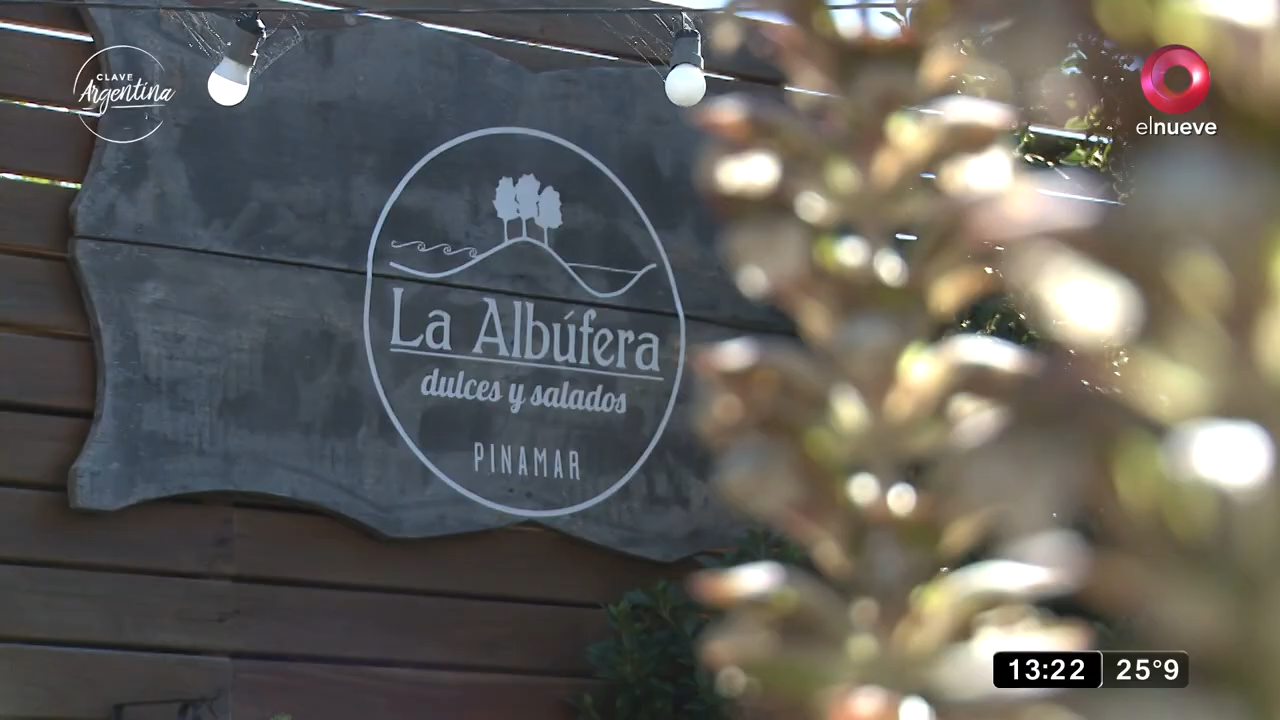 CLAVE
Argentina
elnueve
La Albúfera
dulces y salados
PINAMAR
13:22 25°9